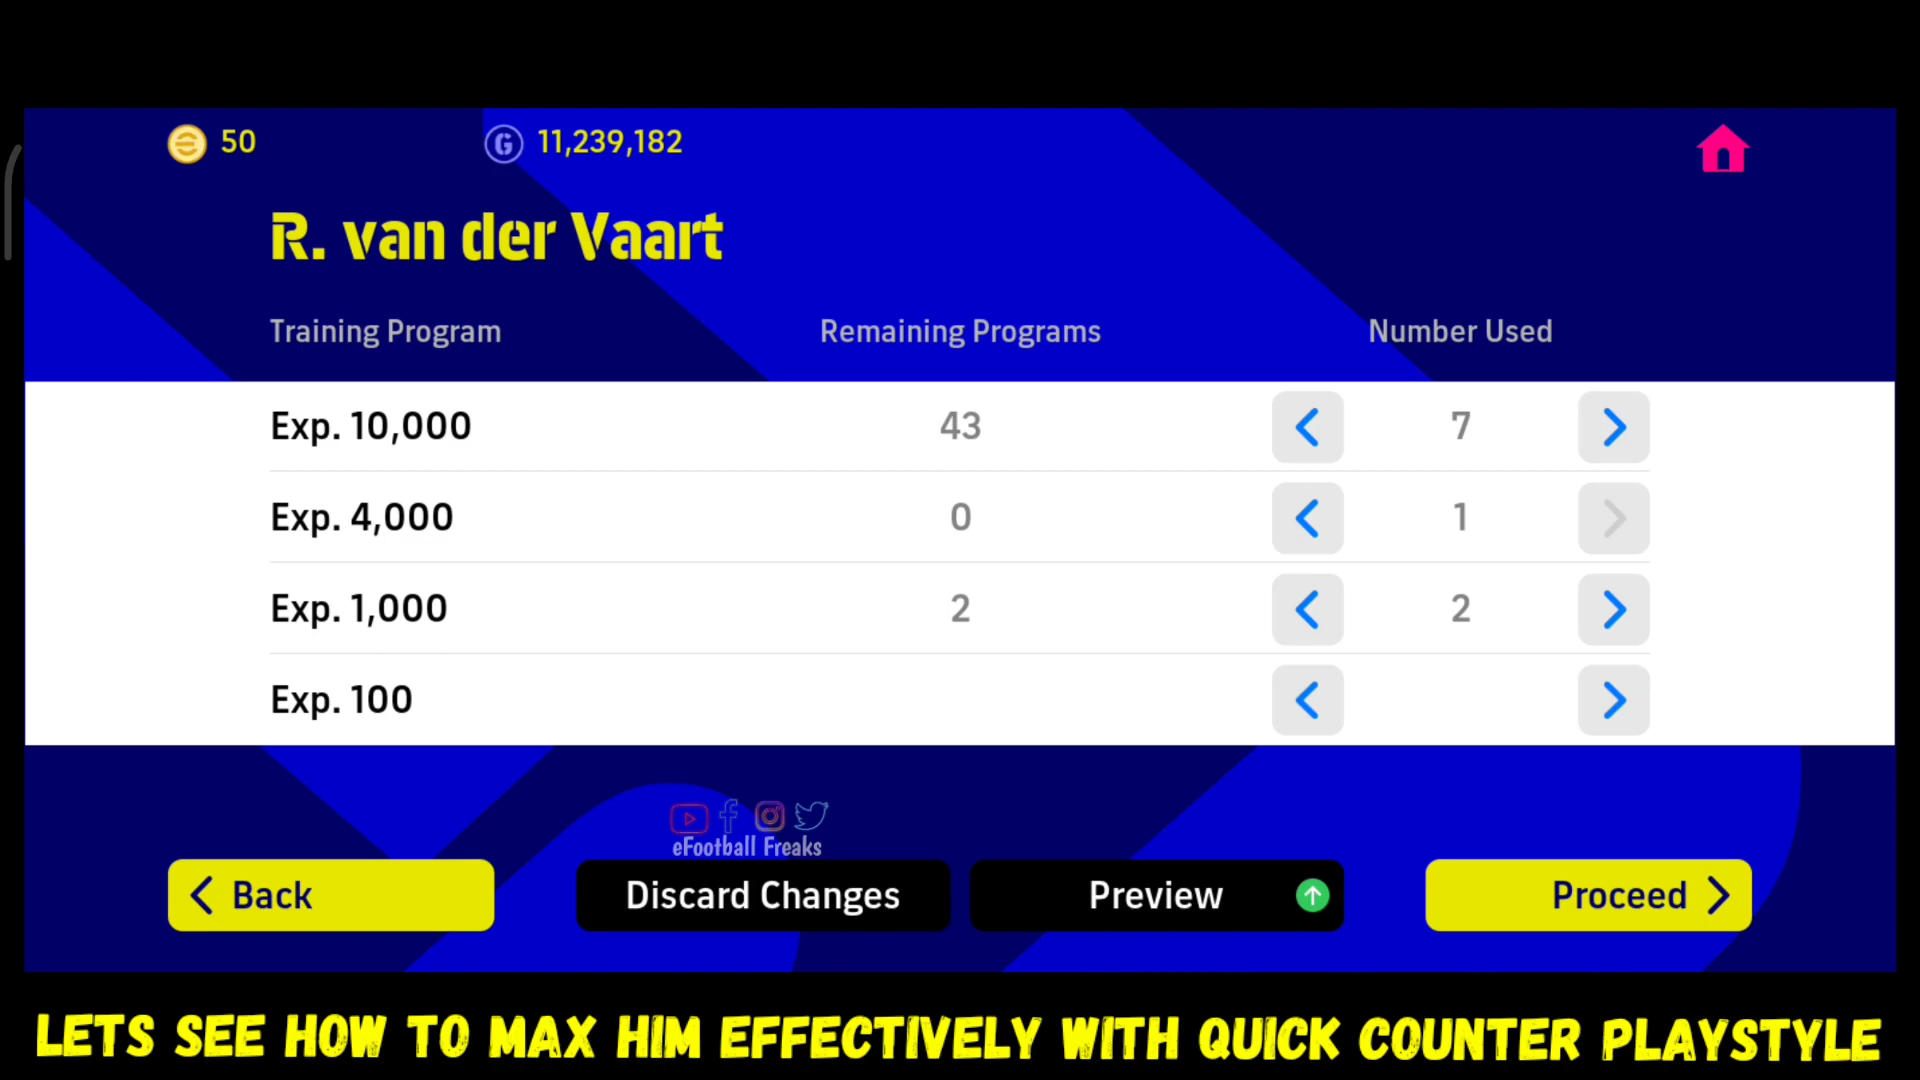 50 11,239,182
R. van der Vaart
Training Program Remaining Programs Number Used
Exp. 10,000 43 7
Exp. 4,000 0 1
Exp. 1,000 2 2
Exp. 100
eFootball Freaks
Back Discard Changes Preview Proceed
LETS SEE HOW TO MAX HIM EFFECTIVELY WITH QUICK COUNTER PLAYSTYLE